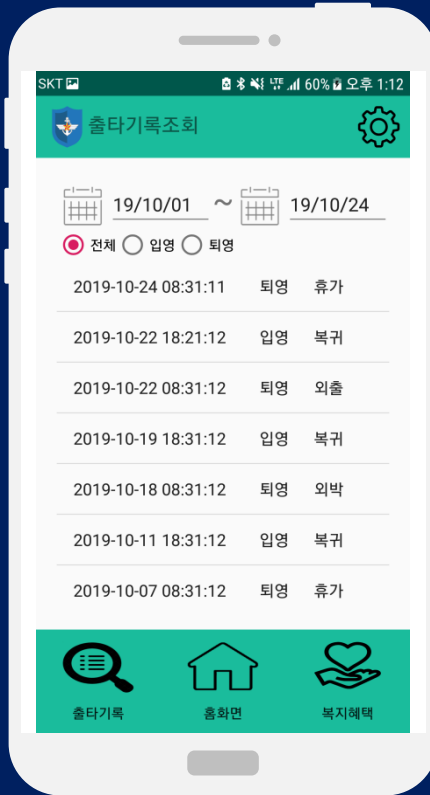 SKT LTE 60% 오후 1:12
출타기록조회
19/10/01 ~ 19/10/24
전체 입영 퇴영
2019-10-24 08:31:11 퇴영 휴가
2019-10-22 18:21:12 입영 복귀
2019-10-22 08:31:12 퇴영 외출
2019-10-19 18:31:12 입영 복귀
2019-10-18 08:31:12 퇴영 외박
2019-10-11 18:31:12 입영 복귀
2019-10-07 08:31:12 퇴영 휴가
출타기록 홈화면 복지혜택